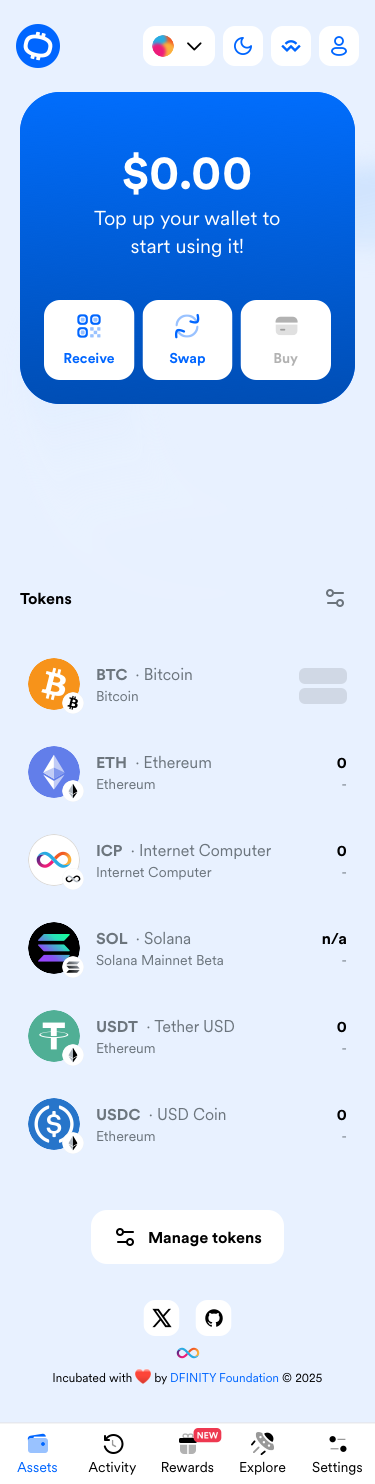 $0.00
Top up your wallet to
start using it!
Receive Swap Buy
Tokens
BTC · Bitcoin
Bitcoin
ETH · Ethereum 0
Ethereum -
ICP · Internet Computer 0
Internet Computer -
SOL · Solana n/a
Solana Mainnet Beta -
USDT · Tether USD 0
Ethereum -
USDC · USD Coin 0
Ethereum -
Manage tokens
Incubated with ❤️ by DFINITY Foundation © 2025
NEW
Assets Activity Rewards Explore Settings